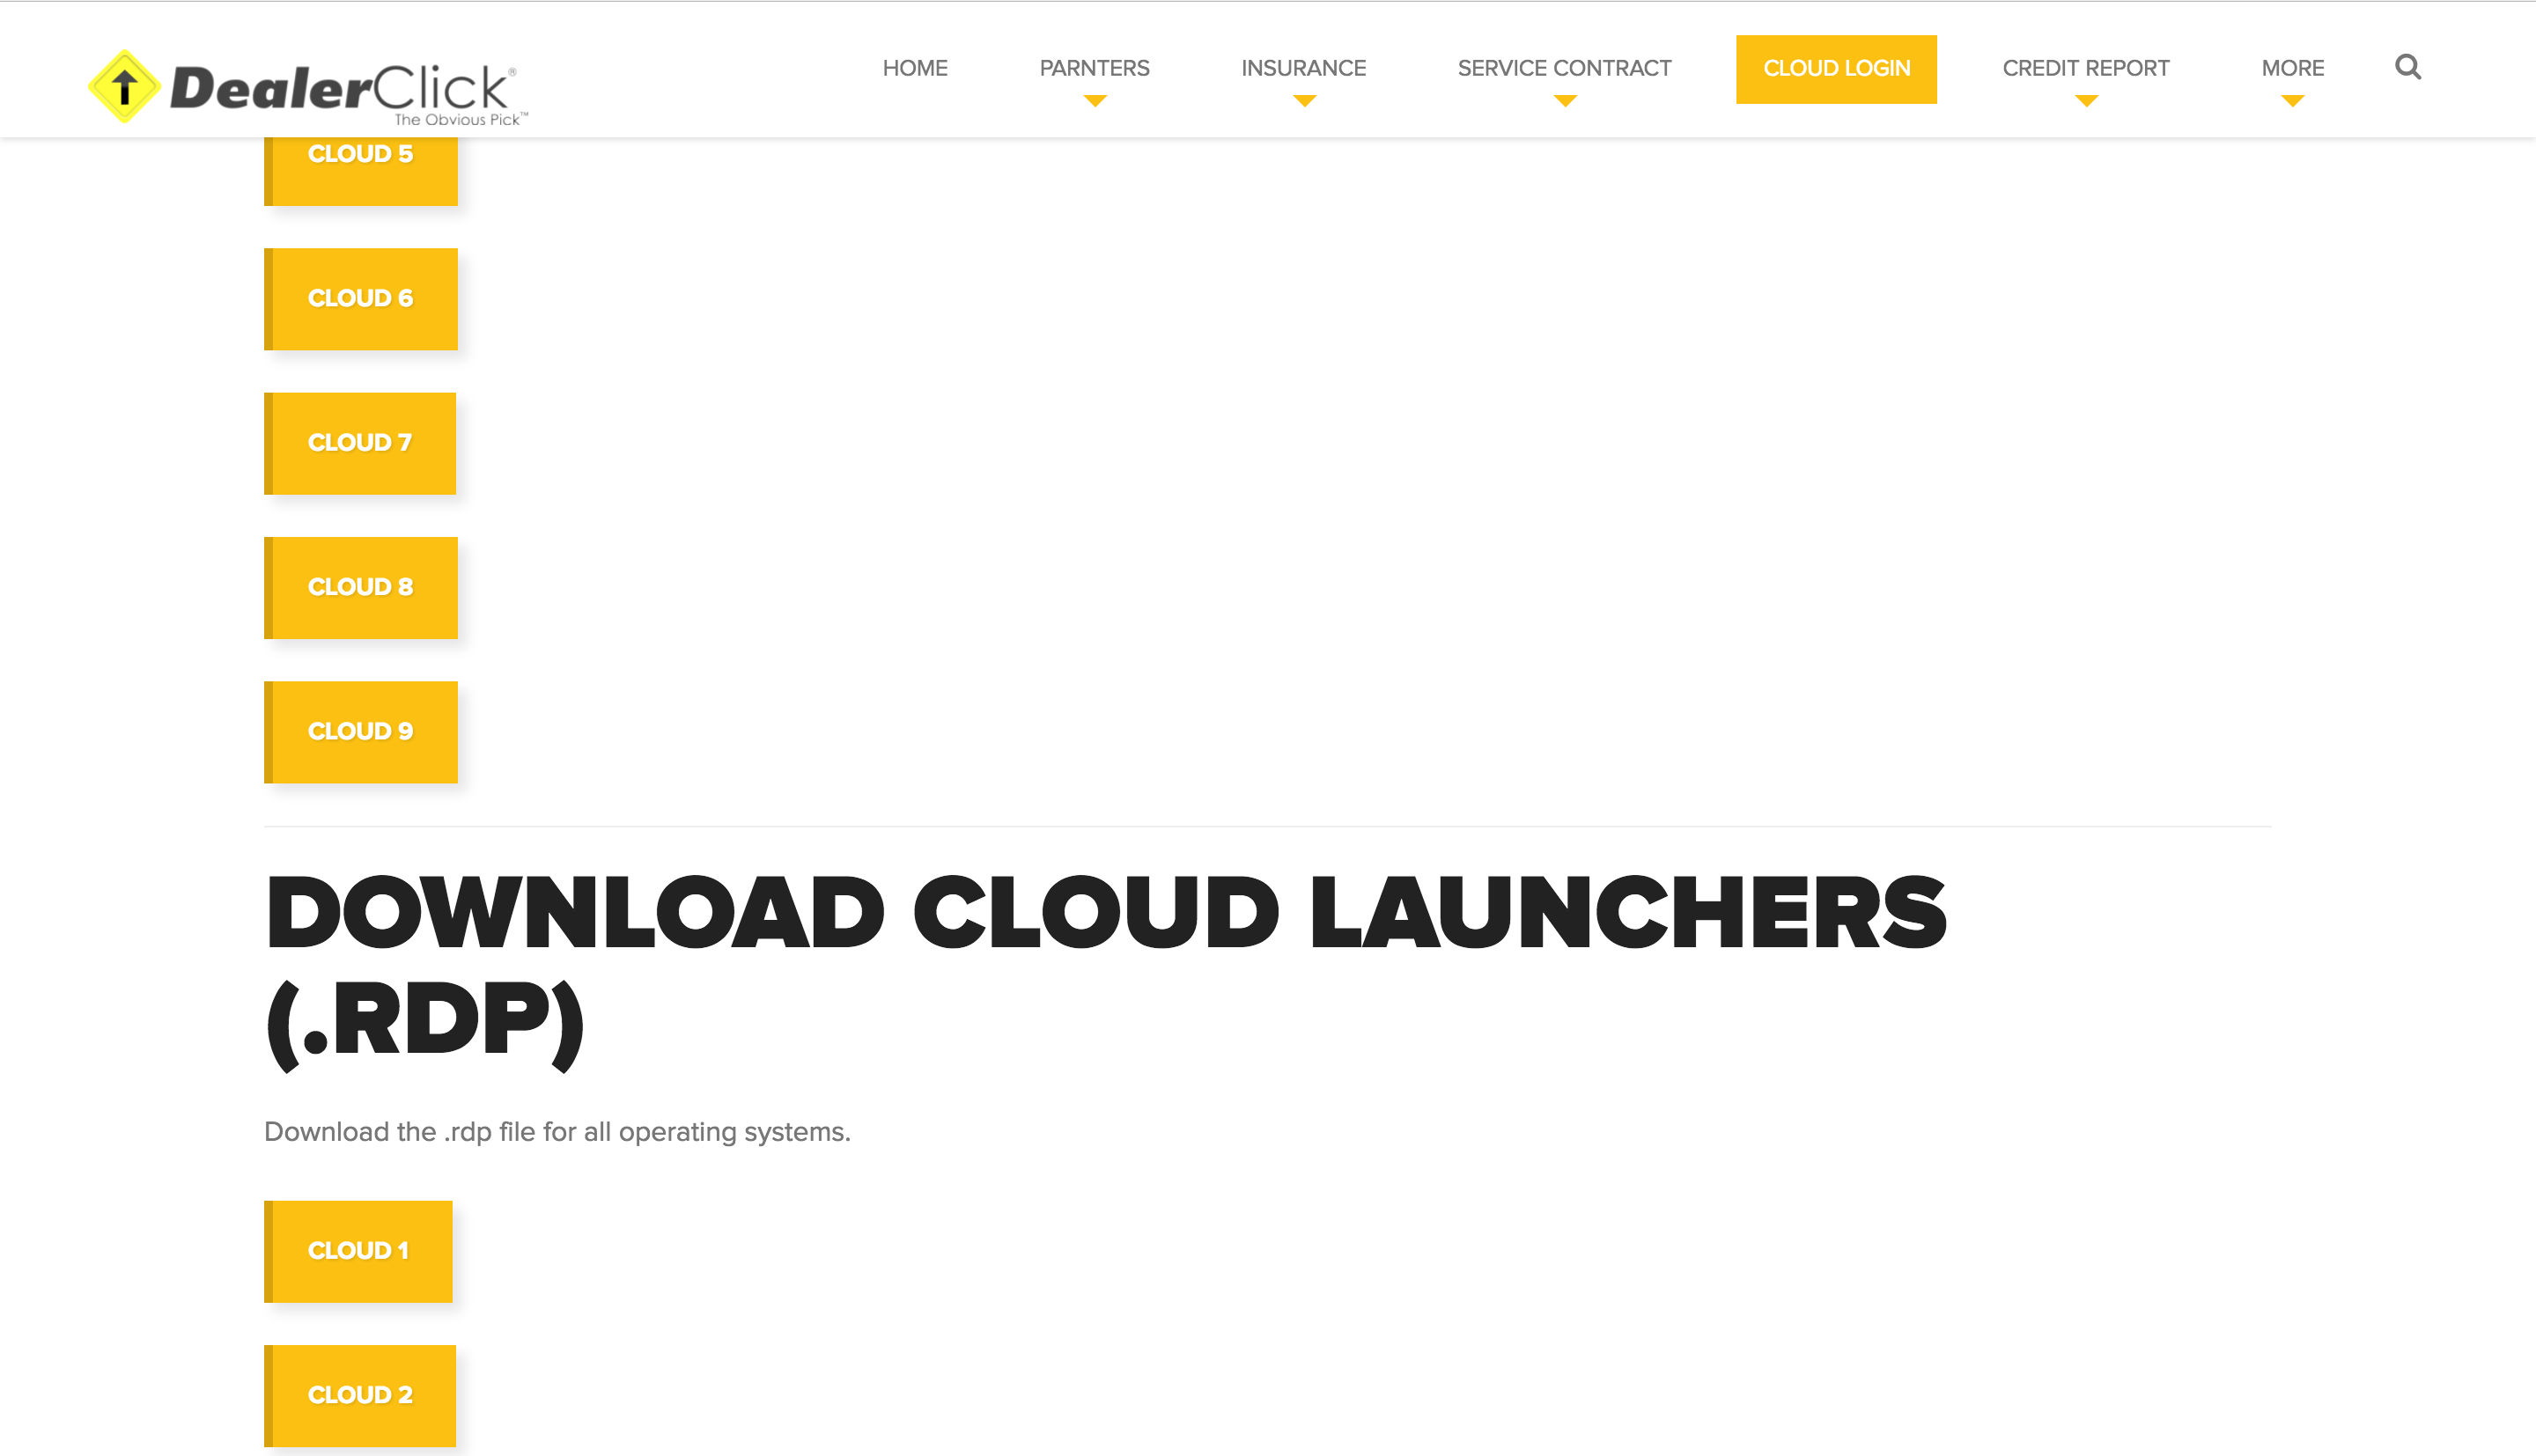 DealerClick®
The Obvious Pick™
HOME PARNTERS INSURANCE SERVICE CONTRACT CLOUD LOGIN CREDIT REPORT MORE
CLOUD 5
CLOUD 6
CLOUD 7
CLOUD 8
CLOUD 9
DOWNLOAD CLOUD LAUNCHERS
(.RDP)
Download the .rdp file for all operating systems.
CLOUD 1
CLOUD 2